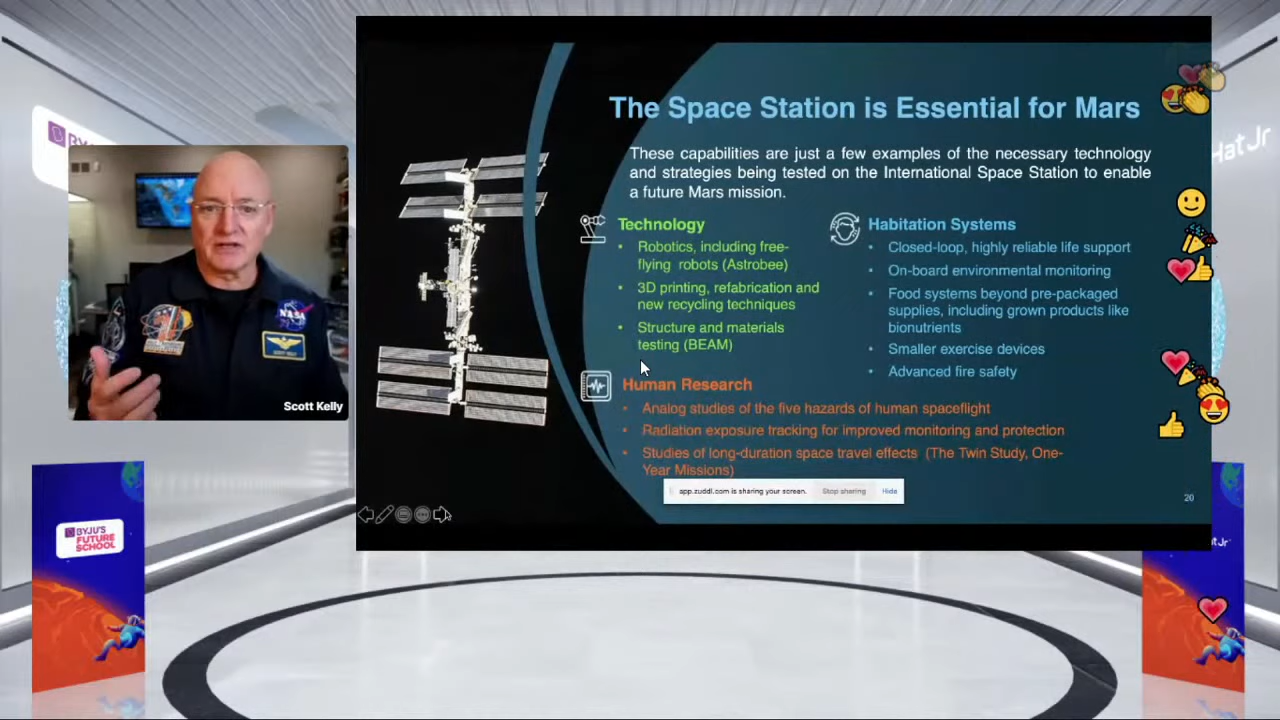 The Space Station is Essential for Mars
These capabilities are just a few examples of the necessary technology
and strategies being tested on the International Space Station to enable
a future Mars mission.
Technology
• Robotics, including free-
flying robots (Astrobee)
• 3D printing, refabrication and
new recycling techniques
• Structure and materials
testing (BEAM)
Habitation Systems
• Closed-loop, highly reliable life support
• On-board environmental monitoring
• Food systems beyond pre-packaged
supplies, including grown products like
bionutrients
• Smaller exercise devices
• Advanced fire safety
Human Research
• Analog studies of the five hazards of human spaceflight
• Radiation exposure tracking for improved monitoring and protection
• Studies of long-duration space travel effects (The Twin Study, One-
Year Missions)
app.zuddl.com is sharing your screen. Stop sharing Hide
20
NASA
Scott Kelly
BYJU'S
FUTURE
SCHOOL
HatJr